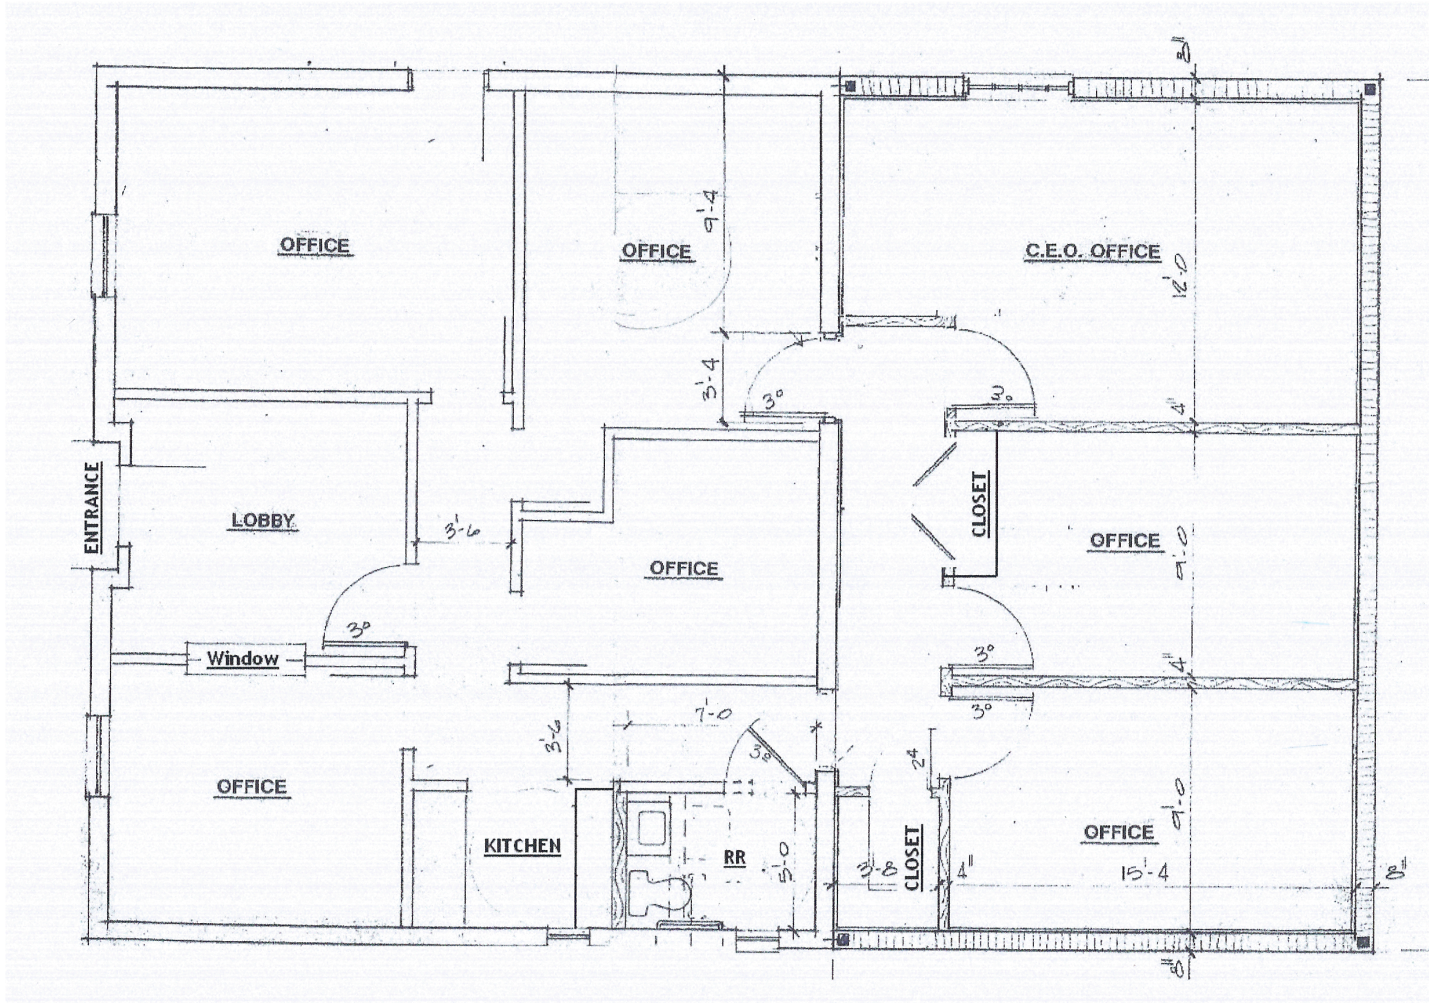 8"
OFFICE
OFFICE
9'-4
C.E.O. OFFICE
12'-0
3'-4
3°
3°
4"
ENTRANCE
LOBBY
3'-6
OFFICE
CLOSET
OFFICE
9'-0
3°
Window
3°
4"
3°
7'-0
3'-6
3°
2⁴
OFFICE
KITCHEN
RR
5'-0
3'-8
CLOSET
4"
OFFICE
9'-0
15'-4
8"
8"